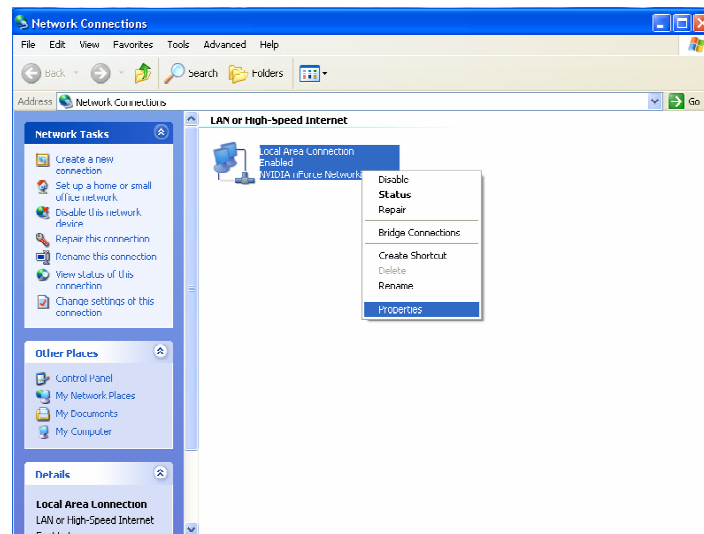 Network Connections
File Edit View Favorites Tools Advanced Help
Back Search Folders
Address Network Connections Go
Network Tasks
Create a new
connection
Set up a home or small
office network
Disable this network
device
Repair this connection
Rename this connection
View status of this
connection
Change settings of this
connection
Other Places
Control Panel
My Network Places
My Documents
My Computer
Details
Local Area Connection
LAN or High-Speed Internet
LAN or High-Speed Internet
Local Area Connection
Enabled
NVIDIA nForce Network
Disable
Status
Repair
Bridge Connections
Create Shortcut
Delete
Rename
Properties